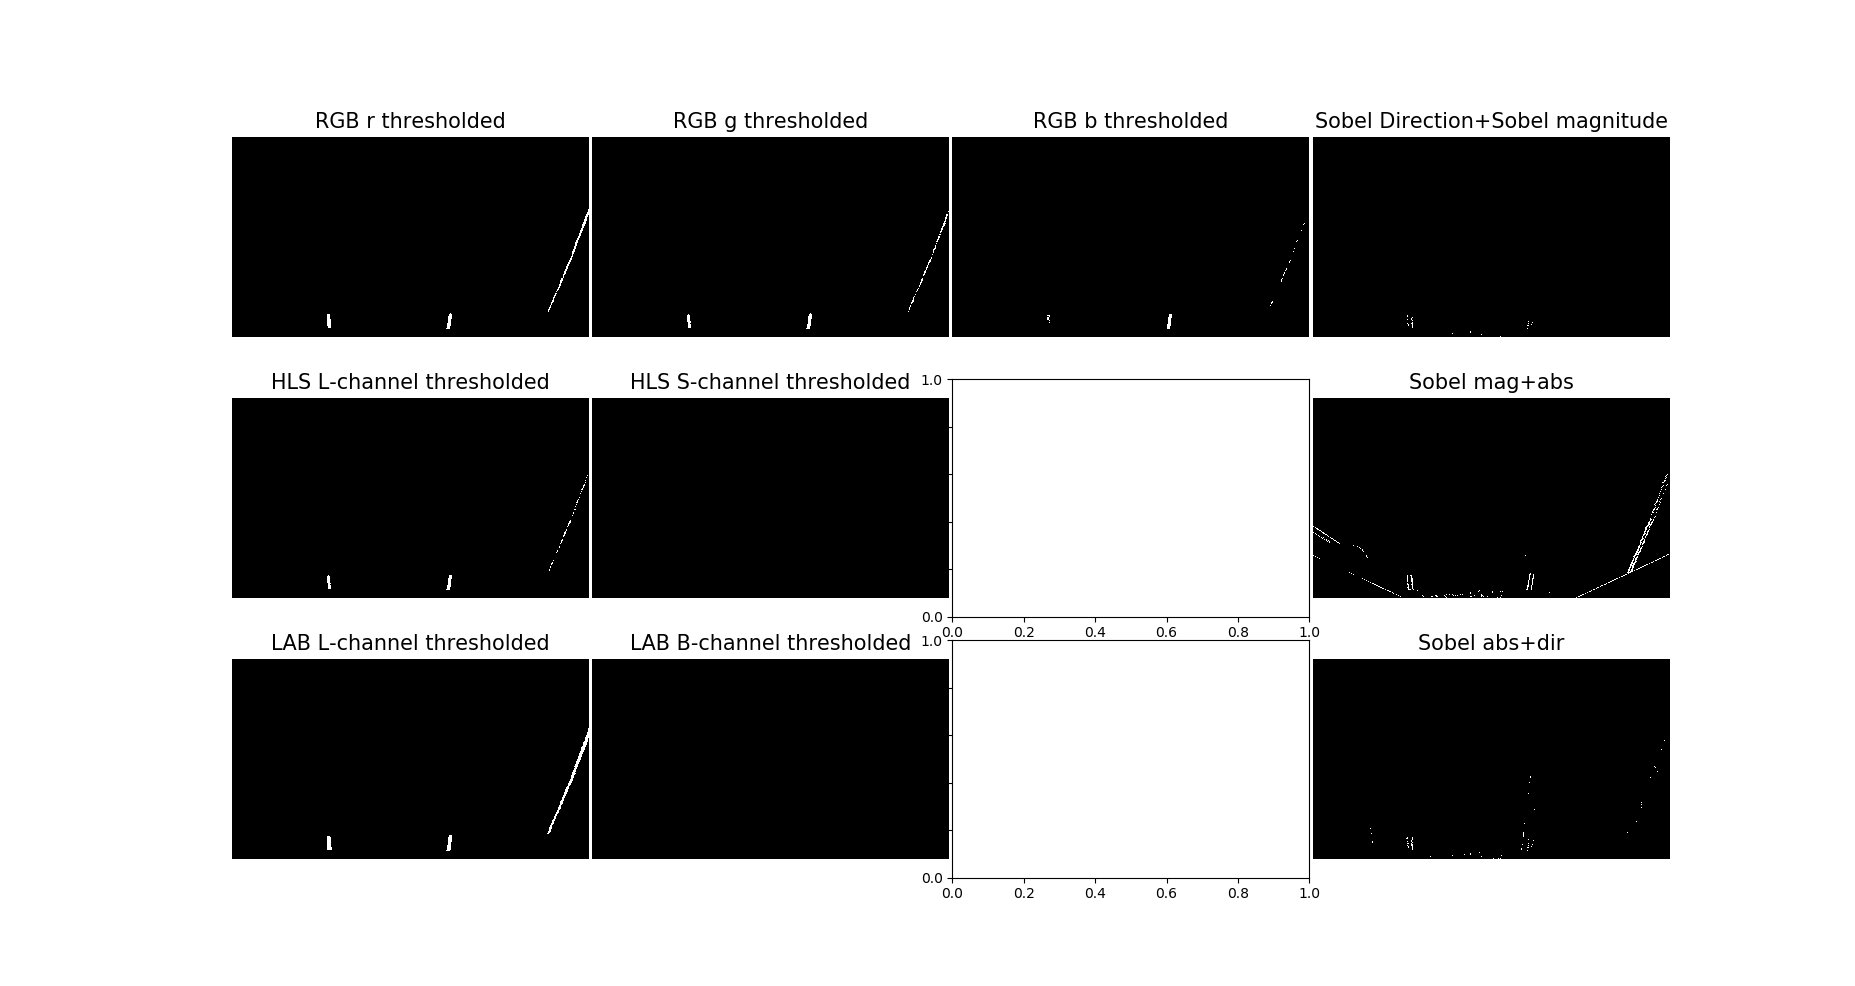 RGB r thresholded
RGB g thresholded
RGB b thresholded
Sobel Direction+Sobel magnitude
HLS L-channel thresholded
HLS S-channel thresholded
1.0
0.0
0.0 0.2 0.4 0.6 0.8 1.0
Sobel mag+abs
LAB L-channel thresholded
LAB B-channel thresholded
1.0
0.0
0.0 0.2 0.4 0.6 0.8 1.0
Sobel abs+dir